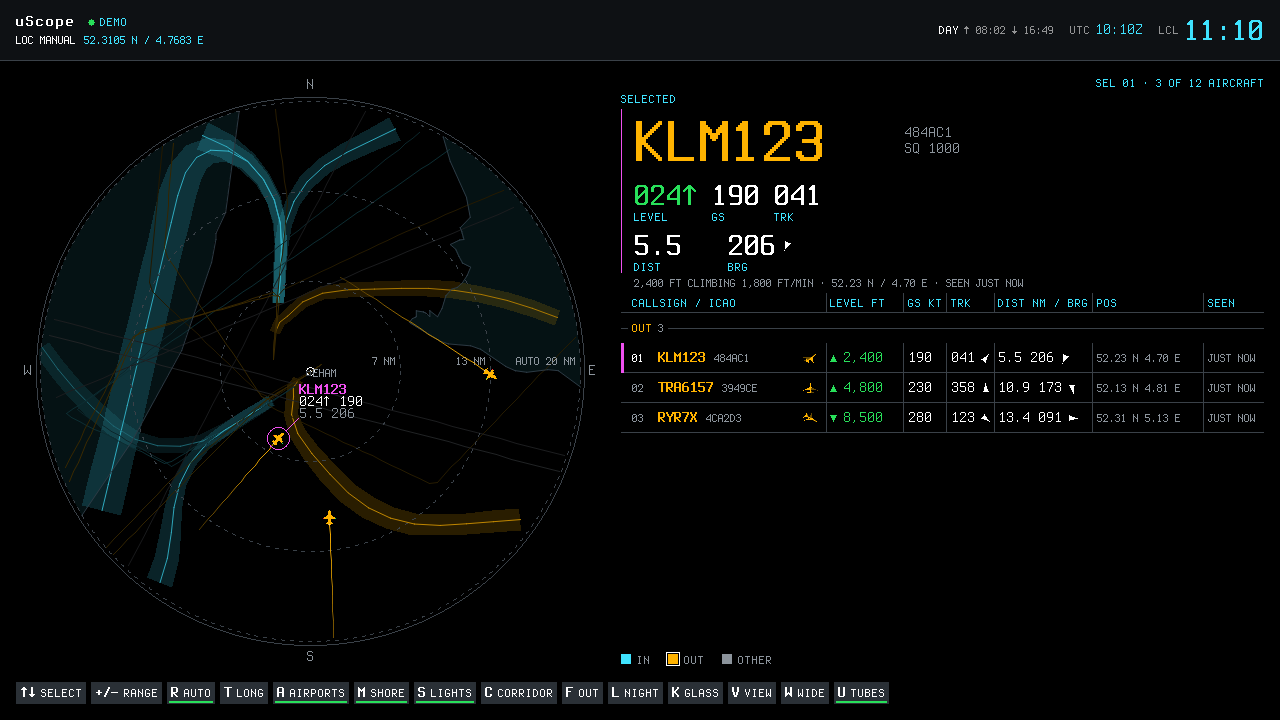 uScope DEMO
LOC MANUAL 52.3105 N / 4.7683 E
DAY ↑ 08:02 ↓ 16:49 UTC 10:10Z LCL 11:10
SEL 01 · 3 OF 12 AIRCRAFT
SELECTED
KLM123
484AC1
SQ 1000
024↑ 190 041
LEVEL GS TRK
5.5 206
DIST BRG
2,400 FT CLIMBING 1,800 FT/MIN · 52.23 N / 4.70 E · SEEN JUST NOW
CALLSIGN / ICAO LEVEL FT GS KT TRK DIST NM / BRG POS SEEN
OUT 3
01 KLM123 484AC1 ▲ 2,400 190 041 5.5 206 52.23 N 4.70 E JUST NOW
02 TRA6157 3949CE ▲ 4,800 230 358 10.9 173 52.13 N 4.81 E JUST NOW
03 RYR7X 4CA2D3 ▼ 8,500 280 123 13.4 091 52.31 N 5.13 E JUST NOW
N
7 NM 13 NM AUTO 20 NM
W E
EHAM
KLM123
024↑ 190
5.5 206
S
IN OUT OTHER
↑↓ SELECT +/- RANGE R AUTO T LONG A AIRPORTS M SHORE S LIGHTS C CORRIDOR F OUT L NIGHT K GLASS V VIEW W WIDE U TUBES